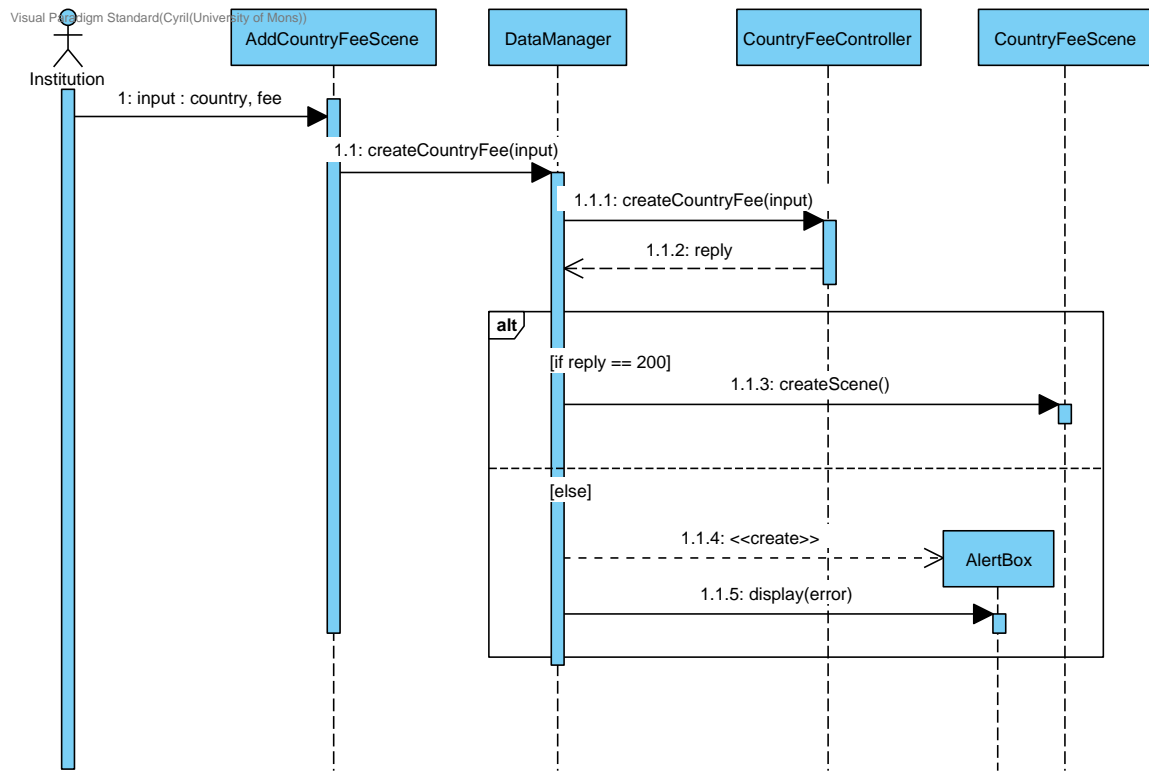 Visual Paradigm Standard(Cyril(University of Mons))
Institution
AddCountryFeeScene
DataManager
CountryFeeController
CountryFeeScene
1: input : country, fee
1.1: createCountryFee(input)
1.1.1: createCountryFee(input)
1.1.2: reply
alt
[if reply == 200]
1.1.3: createScene()
[else]
1.1.4: <<create>>
AlertBox
1.1.5: display(error)